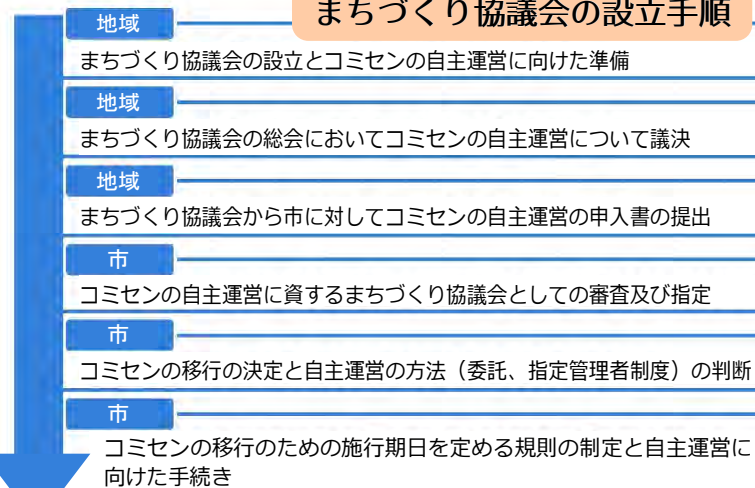 まちづくり協議会の設立手順
地域
まちづくり協議会の設立とコミセンの自主運営に向けた準備
地域
まちづくり協議会の総会においてコミセンの自主運営について議決
地域
まちづくり協議会から市に対してコミセンの自主運営の申入書の提出
市
コミセンの自主運営に資するまちづくり協議会としての審査及び指定
市
コミセンの移行の決定と自主運営の方法（委託、指定管理者制度）の判断
市
コミセンの移行のための施行期日を定める規則の制定と自主運営に
向けた手続き